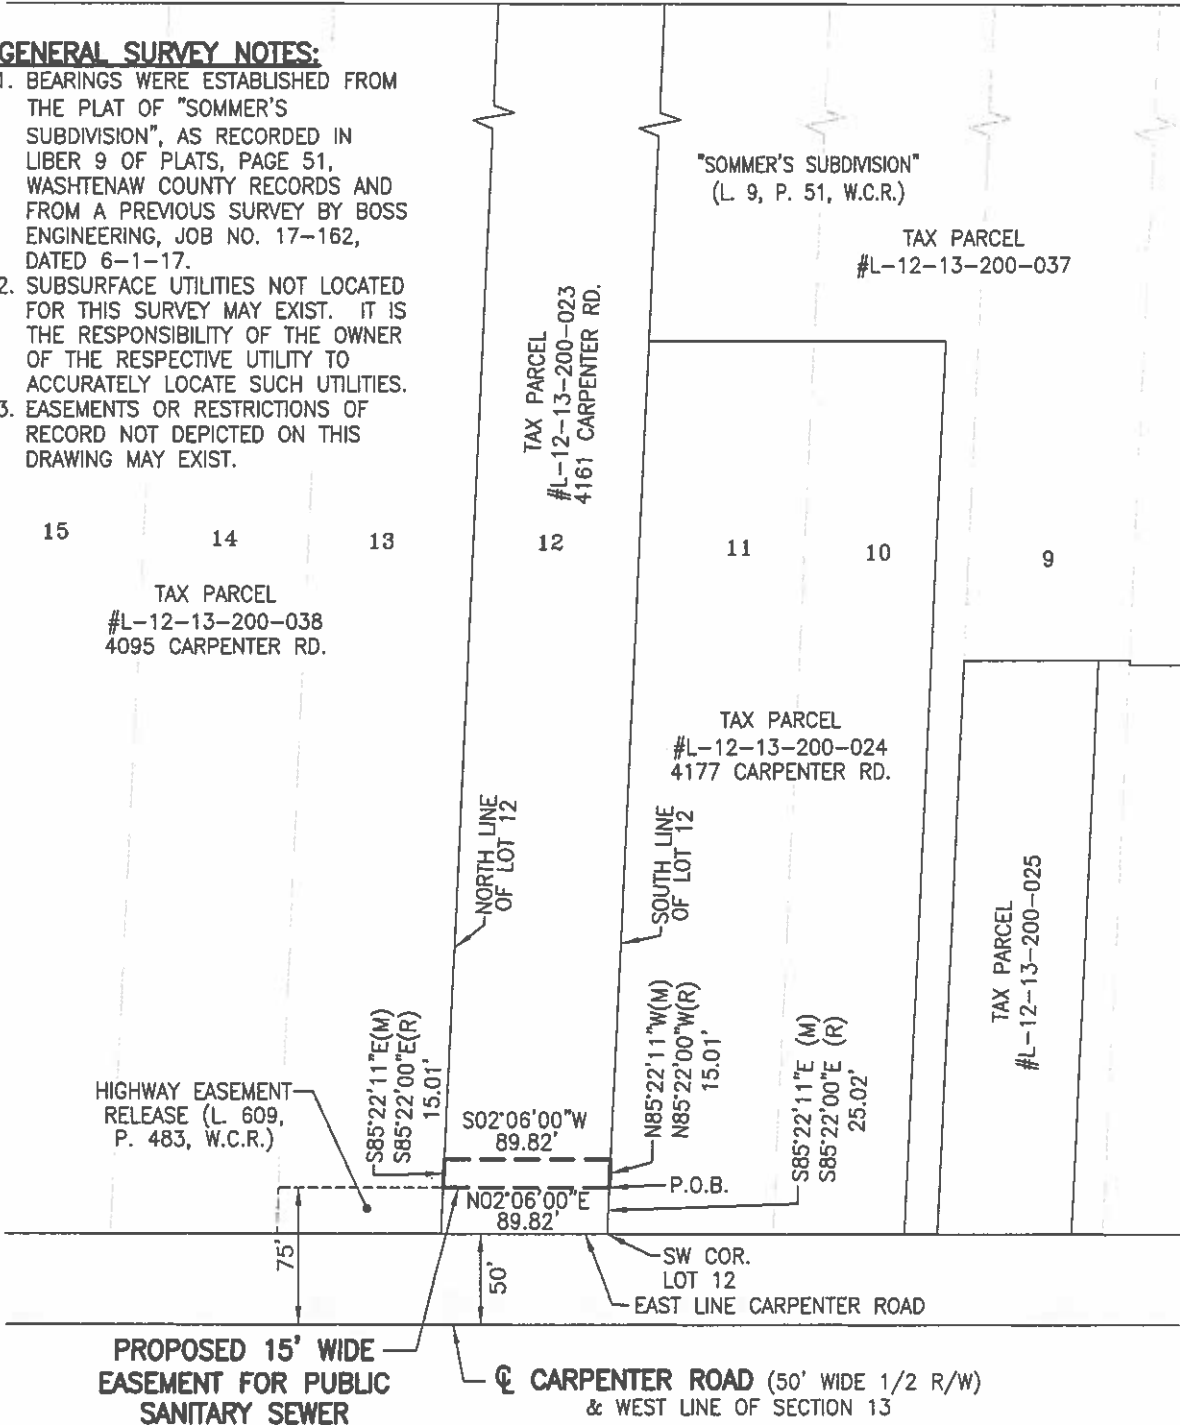 GENERAL SURVEY NOTES:
1. BEARINGS WERE ESTABLISHED FROM
THE PLAT OF "SOMMER'S
SUBDIVISION", AS RECORDED IN
LIBER 9 OF PLATS, PAGE 51,
WASHTENAW COUNTY RECORDS AND
FROM A PREVIOUS SURVEY BY BOSS
ENGINEERING, JOB NO. 17-162,
DATED 6-1-17.
2. SUBSURFACE UTILITIES NOT LOCATED
FOR THIS SURVEY MAY EXIST. IT IS
THE RESPONSIBILITY OF THE OWNER
OF THE RESPECTIVE UTILITY TO
ACCURATELY LOCATE SUCH UTILITIES.
3. EASEMENTS OR RESTRICTIONS OF
RECORD NOT DEPICTED ON THIS
DRAWING MAY EXIST.
"SOMMER'S SUBDIVISION"
(L. 9, P. 51, W.C.R.)
TAX PARCEL
#L-12-13-200-037
TAX PARCEL
#L-12-13-200-023
4161 CARPENTER RD.
15
14
13
12
11
10
9
TAX PARCEL
#L-12-13-200-038
4095 CARPENTER RD.
TAX PARCEL
#L-12-13-200-024
4177 CARPENTER RD.
NORTH LINE
OF LOT 12
SOUTH LINE
OF LOT 12
TAX PARCEL
#L-12-13-200-025
S85°22'11"E(M)
S85°22'00"E(R)
15.01'
N85°22'11"W(M)
N85°22'00"W(R)
15.01'
S85°22'11"E (M)
S85°22'00"E (R)
25.02'
HIGHWAY EASEMENT
RELEASE (L. 609,
P. 483, W.C.R.)
S02°06'00"W
89.82'
P.O.B.
N02°06'00"E
89.82'
75'
50'
SW COR.
LOT 12
EAST LINE CARPENTER ROAD
PROPOSED 15' WIDE
EASEMENT FOR PUBLIC
SANITARY SEWER
℄ CARPENTER ROAD (50' WIDE 1/2 R/W)
& WEST LINE OF SECTION 13